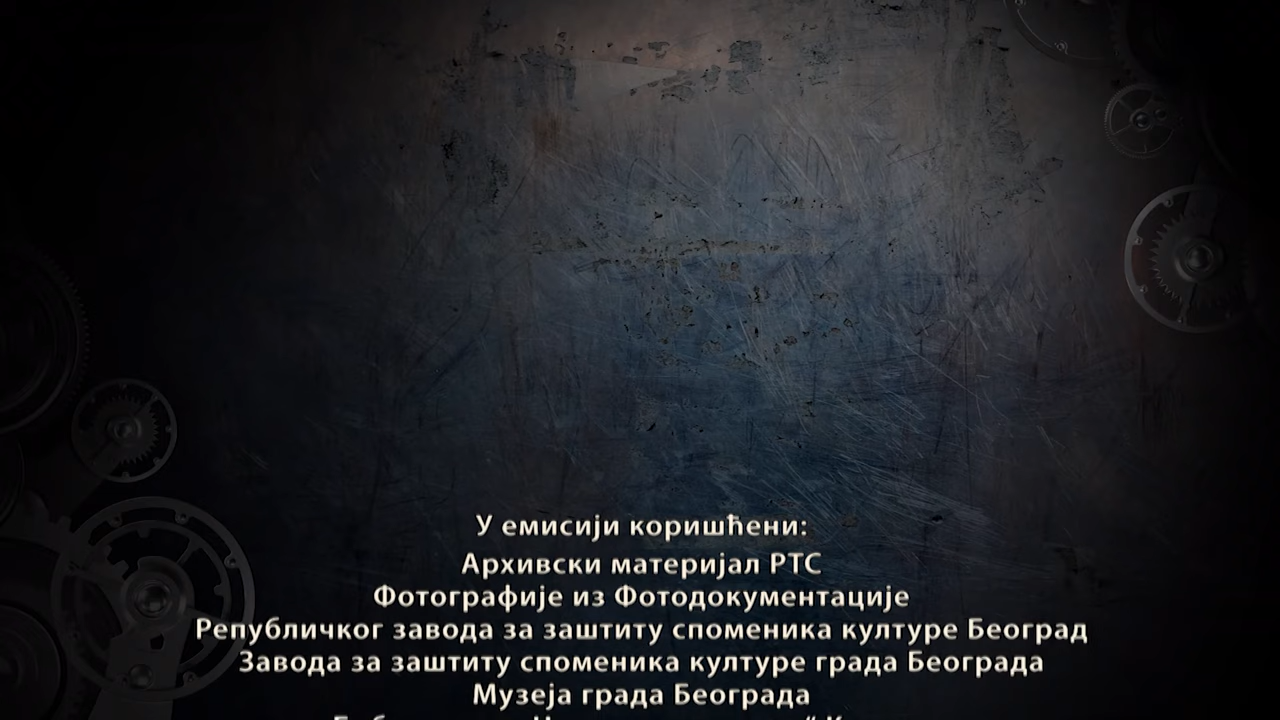 У емисији коришћени:
Архивски материјал РТС
Фотографије из Фотодокументације
Републичког завода за заштиту споменика културе Београд
Завода за заштиту споменика културе града Београда
Музеја града Београда